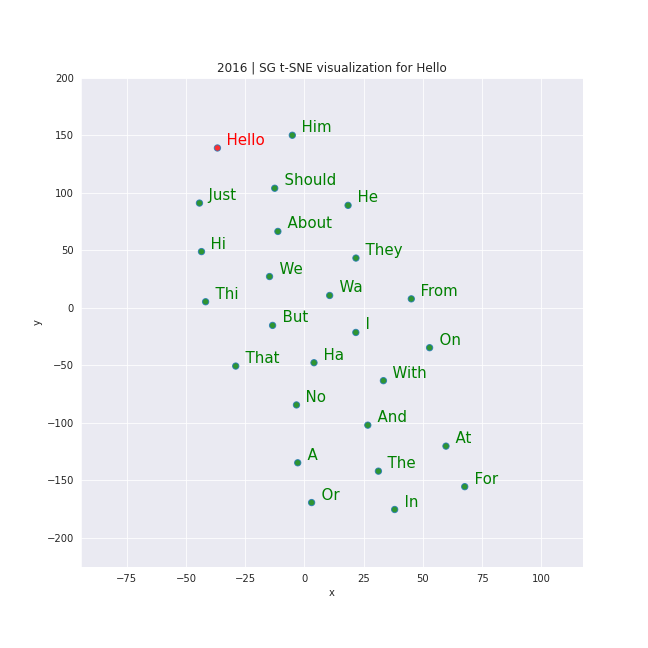 2016 | SG t-SNE visualization for Hello
200
150
100
50
0
−50
−100
−150
−200
y
Him
Hello
Should
Just
He
About
Hi
They
We
Wa
Thi
From
But
I
On
Ha
That
With
No
And
At
A
The
For
Or
In
−75
−50
−25
0
25
50
75
100
x